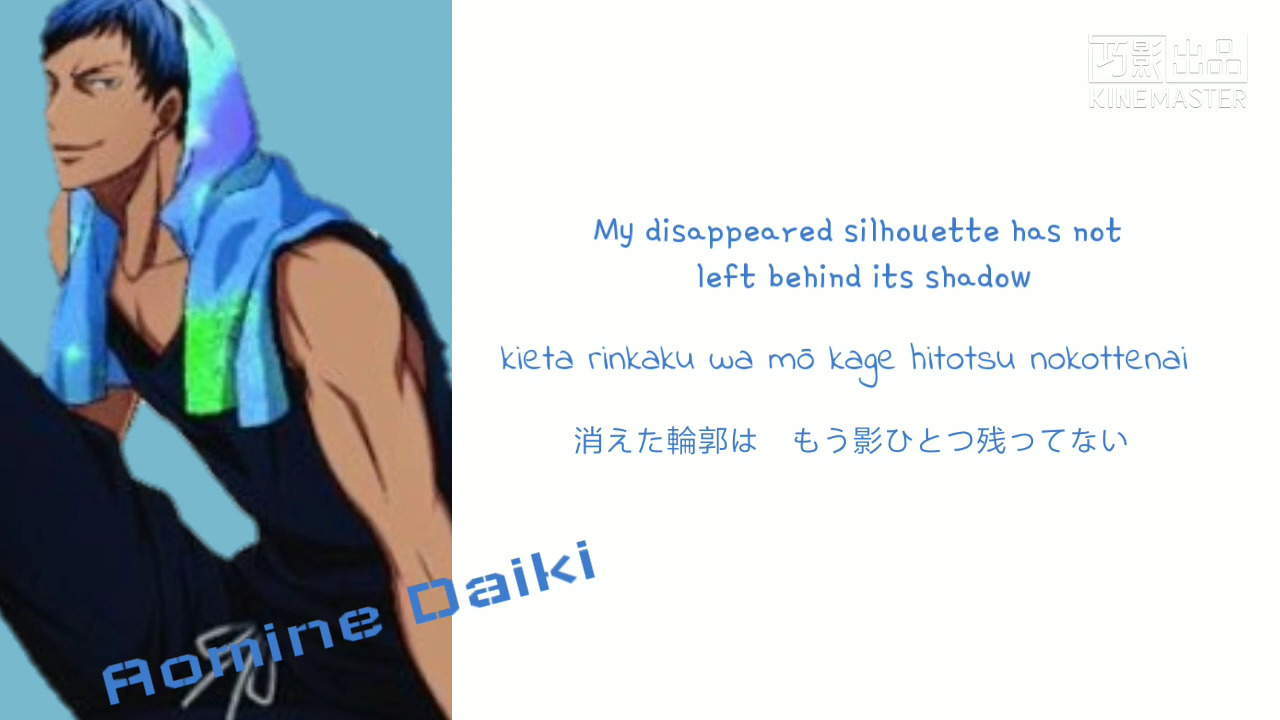 巧影出品
KINEMASTER
My disappeared silhouette has not
left behind its shadow
kieta rinkaku wa mō kage hitotsu nokottenai
消えた輪郭は　もう影ひとつ残ってない
Aomine Daiki